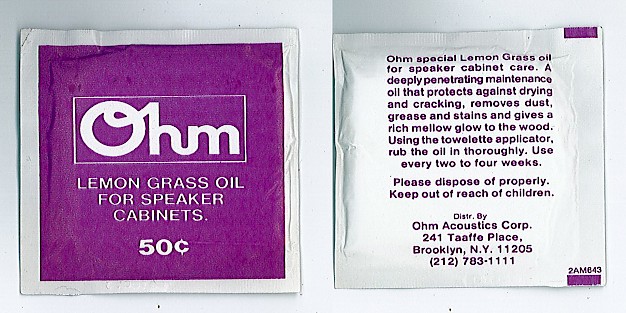 Ohm
LEMON GRASS OIL
FOR SPEAKER
CABINETS.
50¢
Ohm special Lemon Grass oil
for speaker cabinet care. A
deeply penetrating maintenance
oil that protects against drying
and cracking, removes dust,
grease and stains and gives a
rich mellow glow to the wood.
Using the towelette applicator,
rub the oil in thoroughly. Use
every two to four weeks.
Please dispose of properly.
Keep out of reach of children.
Distr. By
Ohm Acoustics Corp.
241 Taaffe Place,
Brooklyn, N.Y. 11205
(212) 783-1111
2AM643